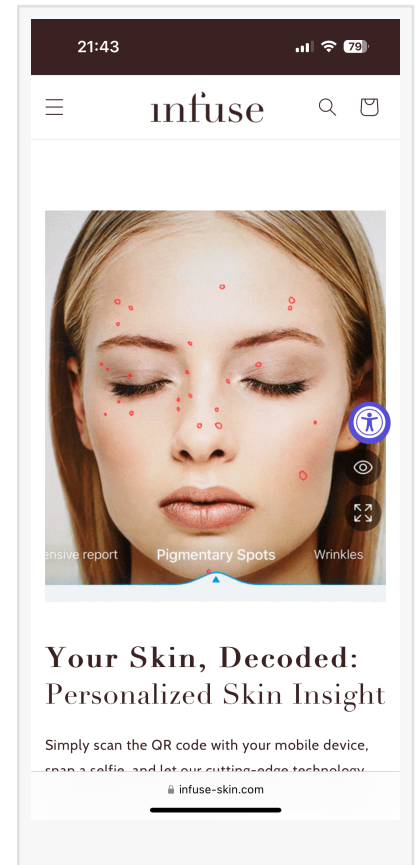 21:43
79
infuse
ensive report Pigmentary Spots Wrinkles
Your Skin, Decoded:
Personalized Skin Insight
Simply scan the QR code with your mobile device,
snap a selfie, and let our cutting-edge technology
infuse-skin.com